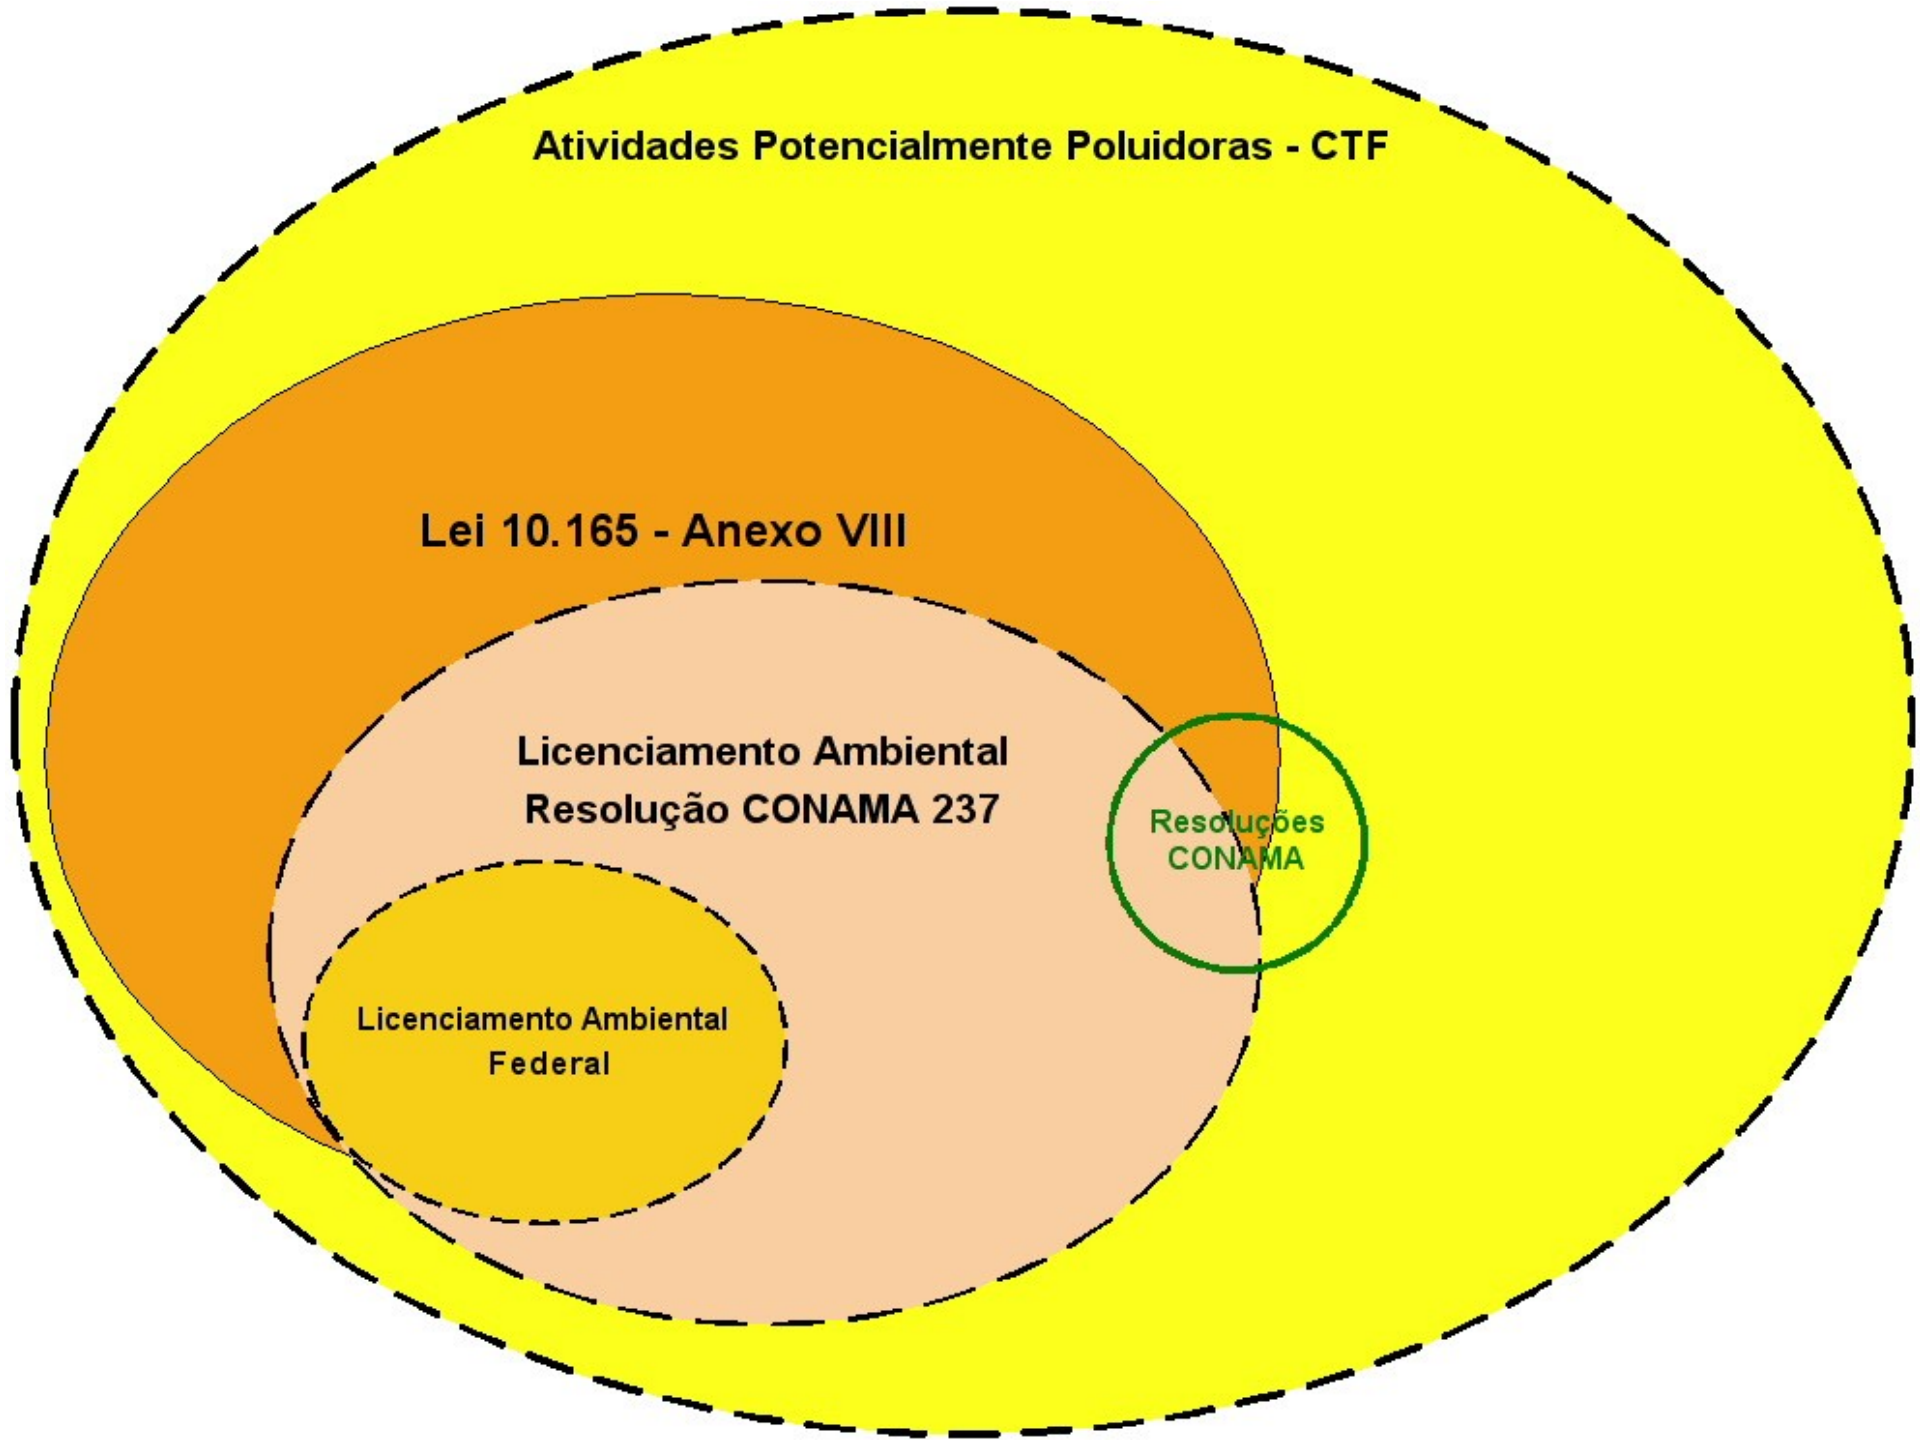 Atividades Potencialmente Poluidoras - CTF
Lei 10.165 - Anexo VIII
Licenciamento Ambiental
Resolução CONAMA 237
Resoluções
CONAMA
Licenciamento Ambiental
Federal